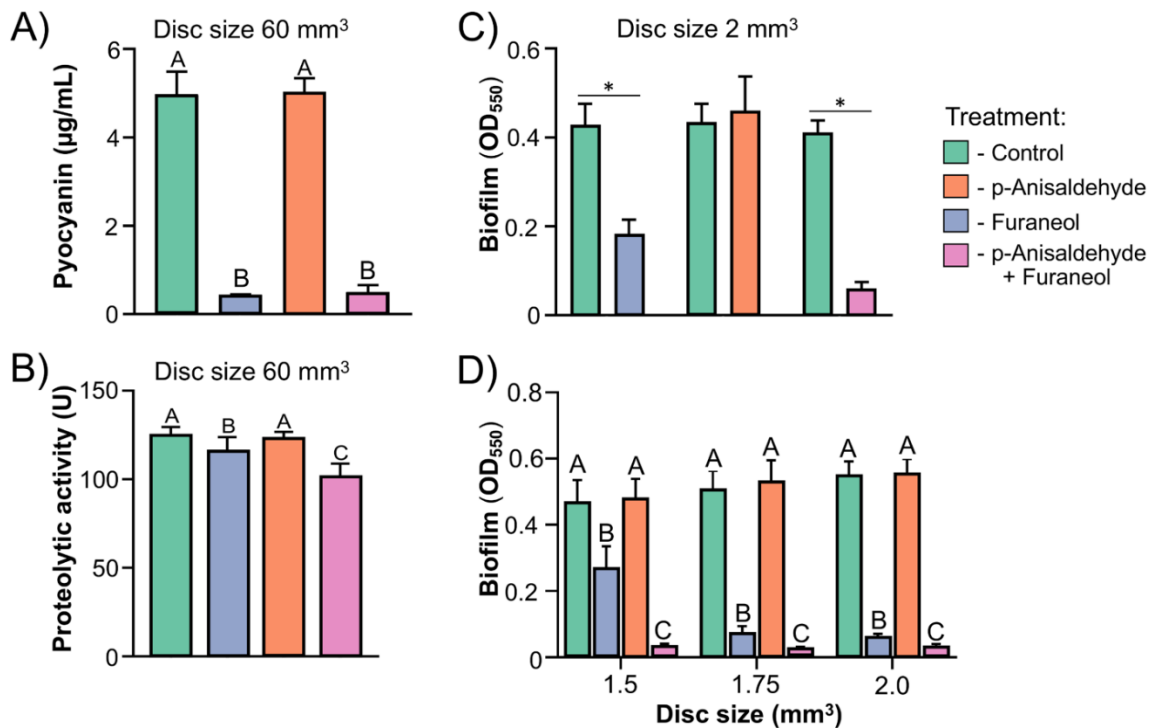 A)
Disc size 60 mm³
Pyocyanin (µg/mL)
6
4
2
0
A
B
A
B
B)
Disc size 60 mm³
Proteolytic activity (U)
150
100
50
0
A
B
A
C
C)
Disc size 2 mm³
Biofilm (OD₅₅₀)
0.6
0.4
0.2
0
*
*
Treatment:
- Control
- p-Anisaldehyde
- Furaneol
- p-Anisaldehyde
+ Furaneol
D)
Biofilm (OD₅₅₀)
0.8
0.6
0.4
0.2
0
A
B
A
C
A
B
A
C
A
B
A
C
1.5
1.75
2.0
Disc size (mm³)